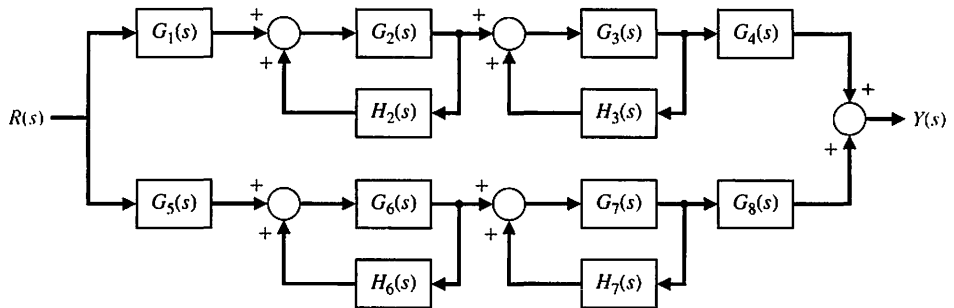 G₁(s) + G₂(s) + G₃(s) G₄(s)
+ + +
H₂(s) H₃(s)
R(s) Y(s)
+
G₅(s) + G₆(s) + G₇(s) G₈(s)
+ +
H₆(s) H₇(s)